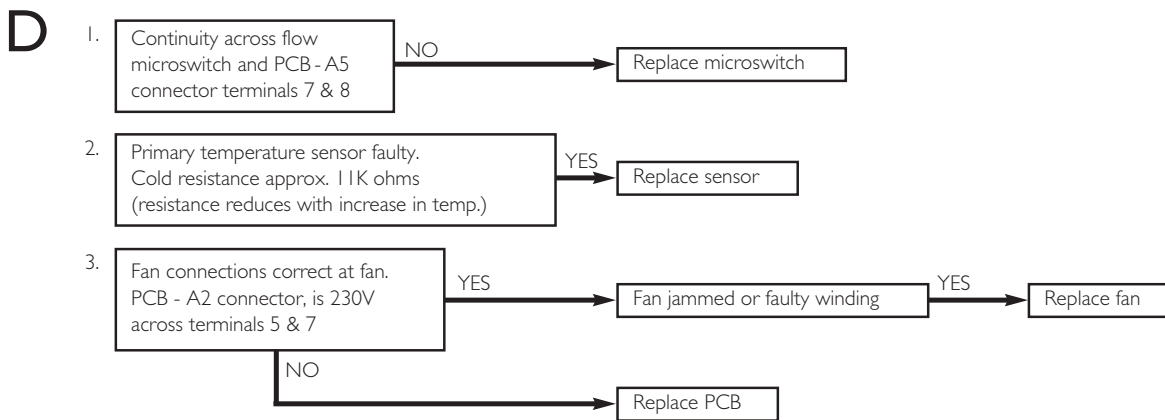 D
1.
Continuity across flow
microswitch and PCB - A5
connector terminals 7 & 8
NO
Replace microswitch
2.
Primary temperature sensor faulty.
Cold resistance approx. 11K ohms
(resistance reduces with increase in temp.)
YES
Replace sensor
3.
Fan connections correct at fan.
PCB - A2 connector, is 230V
across terminals 5 & 7
YES
Fan jammed or faulty winding
YES
Replace fan
NO
Replace PCB